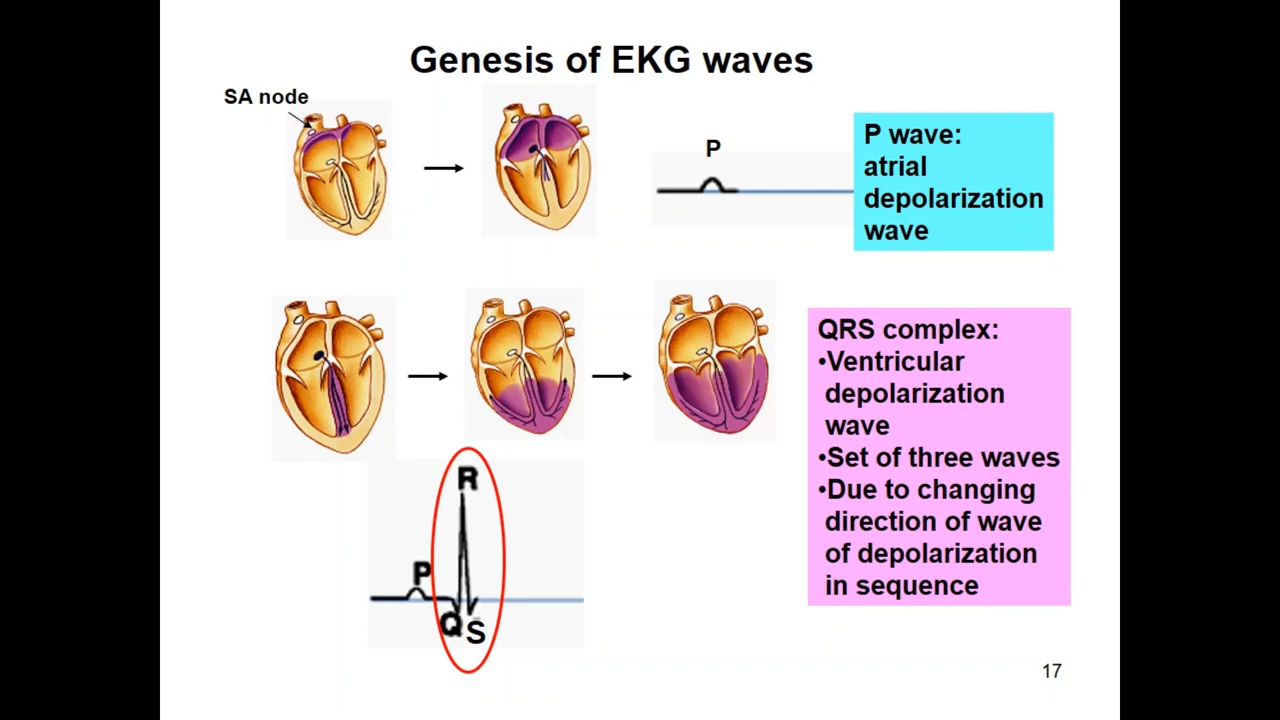 Genesis of EKG waves
SA node
P
P wave:
atrial
depolarization
wave
QRS complex:
•Ventricular
depolarization
wave
•Set of three waves
•Due to changing
direction of wave
of depolarization
in sequence
R
P
Q
S
17